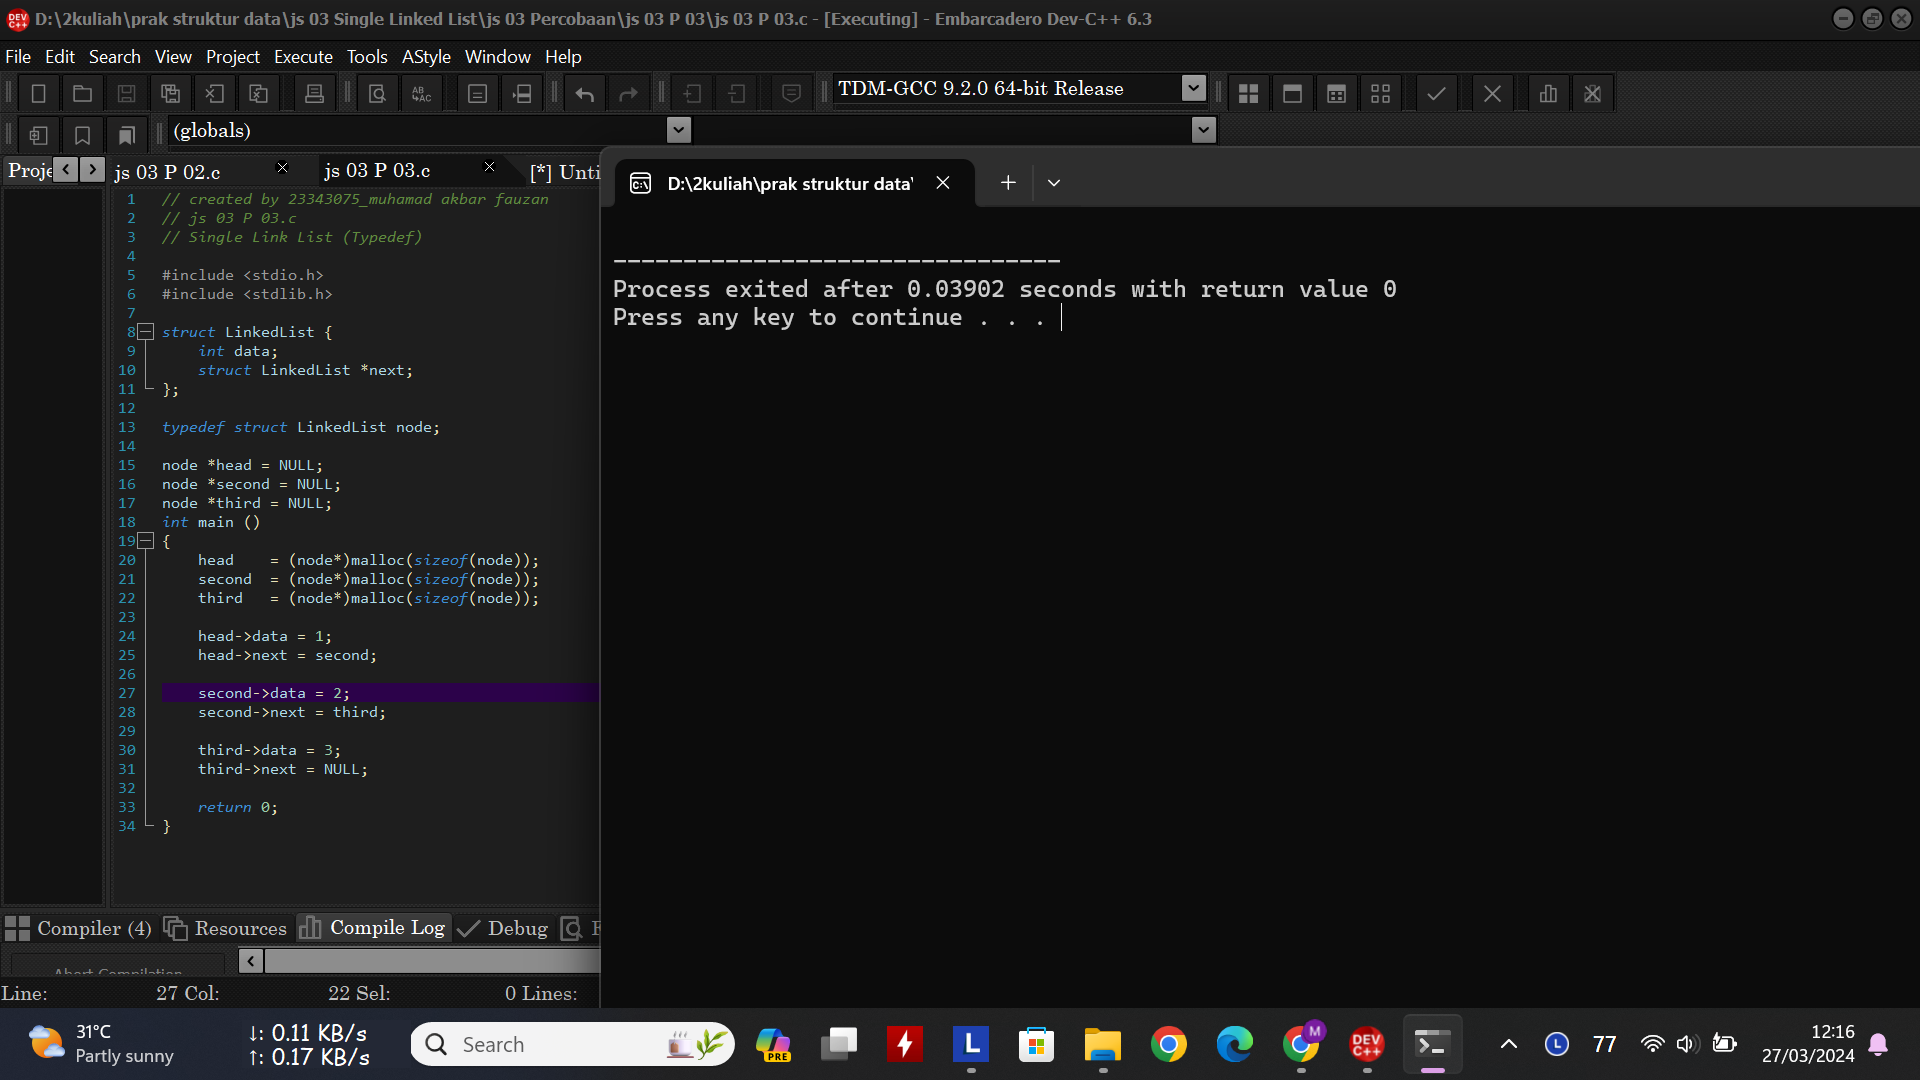 D:\2kuliah\prak struktur data\js 03 Single Linked List\js 03 Percobaan\js 03 P 03\js 03 P 03.c - [Executing] - Embarcadero Dev-C++ 6.3
File Edit Search View Project Execute Tools AStyle Window Help
TDM-GCC 9.2.0 64-bit Release
(globals)
Proje js 03 P 02.c js 03 P 03.c [*] Unti
D:\2kuliah\prak struktur data\
1 // created by 23343075_muhamad akbar fauzan
2 // js 03 P 03.c
3 // Single Link List (Typedef)
4
5 #include <stdio.h>
6 #include <stdlib.h>
7
8 struct LinkedList {
9 int data;
10 struct LinkedList *next;
11 };
12
13 typedef struct LinkedList node;
14
15 node *head = NULL;
16 node *second = NULL;
17 node *third = NULL;
18 int main ()
19 {
20 head = (node*)malloc(sizeof(node));
21 second = (node*)malloc(sizeof(node));
22 third = (node*)malloc(sizeof(node));
23
24 head->data = 1;
25 head->next = second;
26
27 second->data = 2;
28 second->next = third;
29
30 third->data = 3;
31 third->next = NULL;
32
33 return 0;
34 }
--------------------------------
Process exited after 0.03902 seconds with return value 0
Press any key to continue . . .
Compiler (4) Resources Compile Log Debug F
Abort Compilation
Line: 27 Col: 22 Sel: 0 Lines:
31°C
Partly sunny
↓: 0.11 KB/s
↑: 0.17 KB/s
Search
PRE
L
M
DEV C++
L
77
12:16
27/03/2024